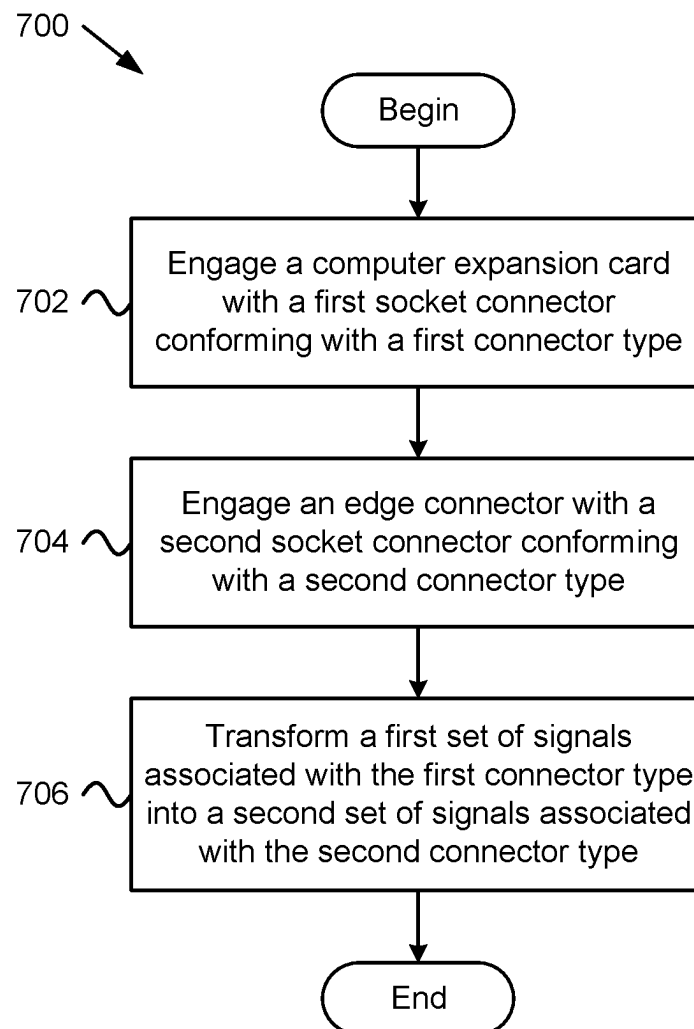 700
Begin
702
Engage a computer expansion card
with a first socket connector
conforming with a first connector type
704
Engage an edge connector with a
second socket connector conforming
with a second connector type
706
Transform a first set of signals
associated with the first connector type
into a second set of signals associated
with the second connector type
End